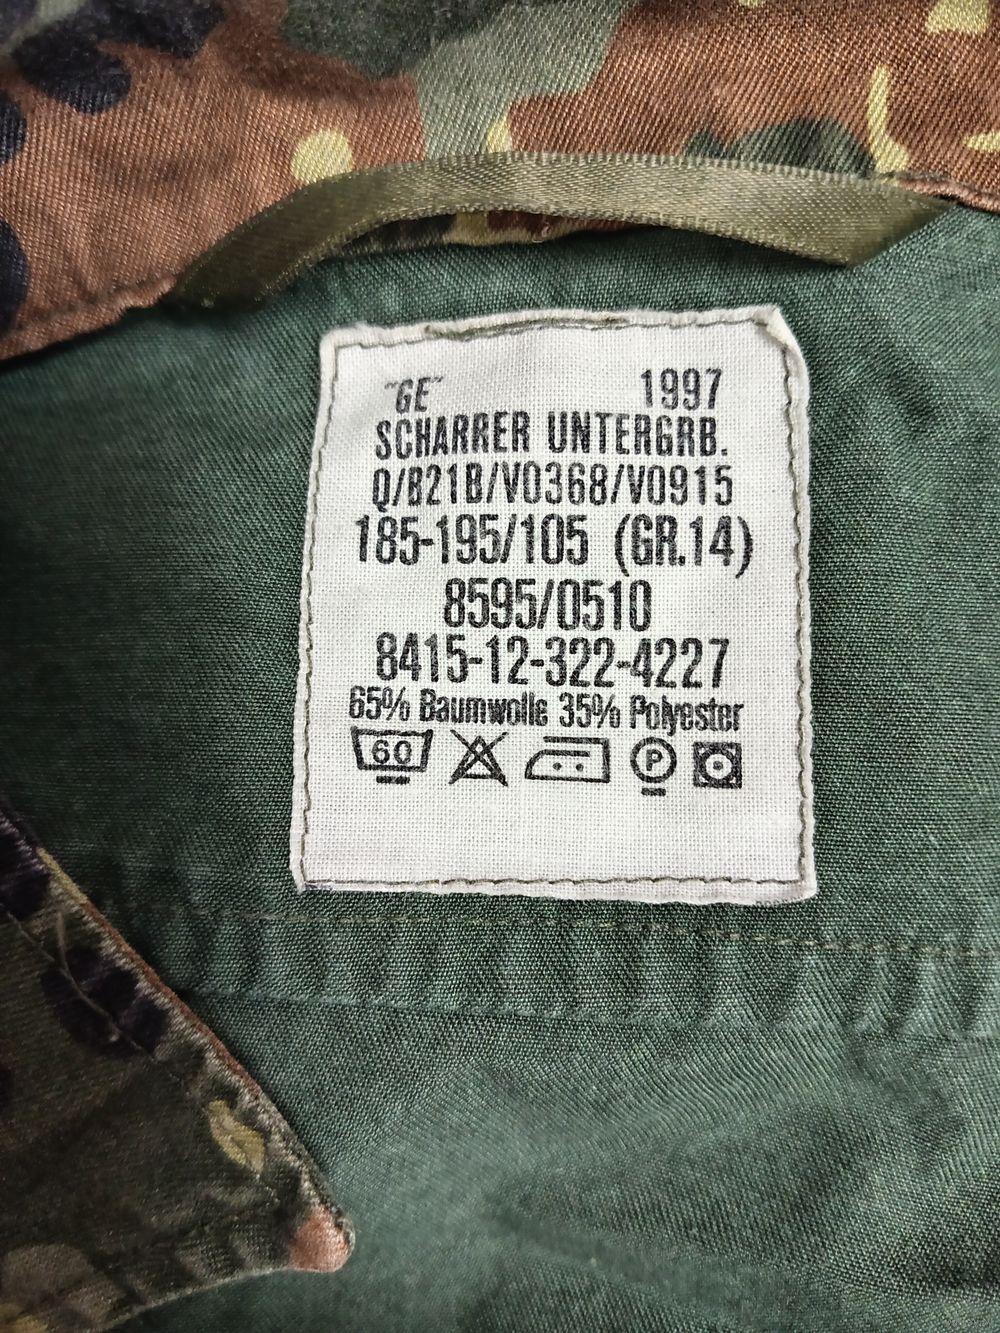 "GE" 1997
SCHARRER UNTERGRB.
Q/B21B/V0368/V0915
185-195/105 (GR.14)
8595/0510
8415-12-322-4227
65% Baumwolle 35% Polyester
60 P